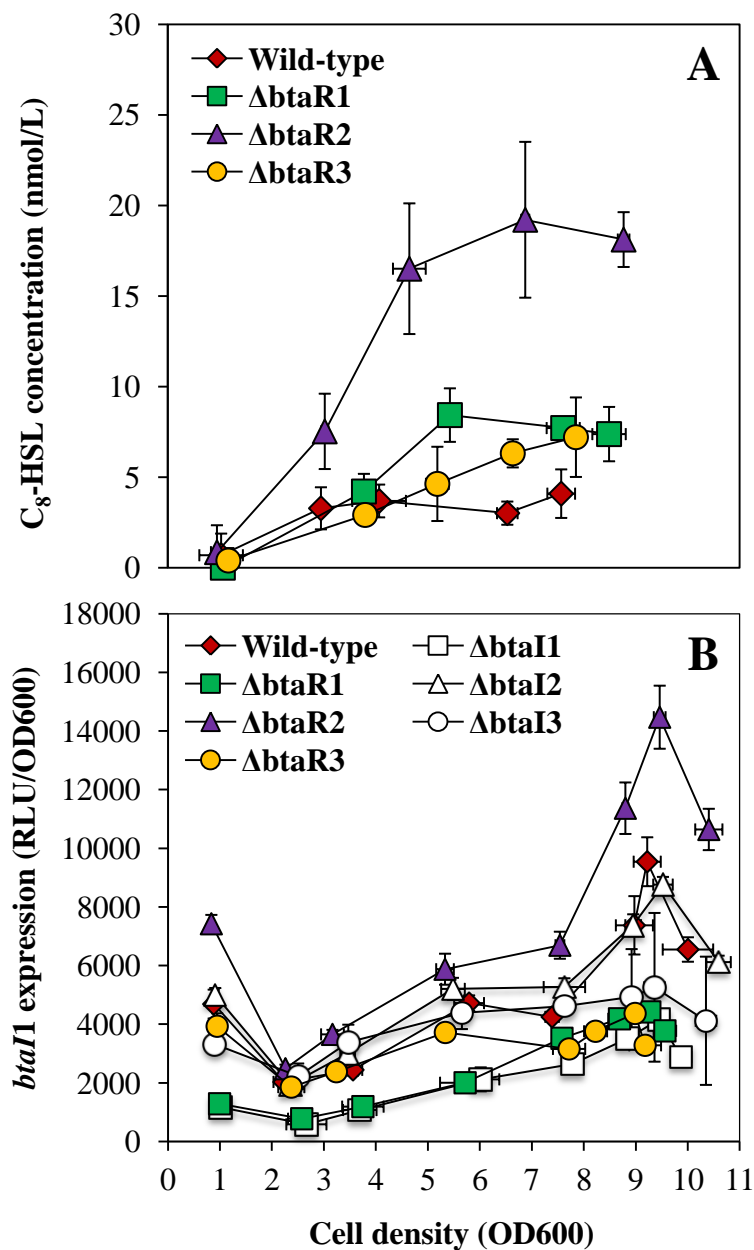 30
25
20
15
10
5
0
C8-HSL concentration (nmol/L)
Wild-type
ΔbtaR1
ΔbtaR2
ΔbtaR3
A
18000
16000
14000
12000
10000
8000
6000
4000
2000
0
btaI1 expression (RLU/OD600)
Wild-type ΔbtaI1
ΔbtaR1 ΔbtaI2
ΔbtaR2 ΔbtaI3
ΔbtaR3
B
0 1 2 3 4 5 6 7 8 9 10 11
Cell density (OD600)